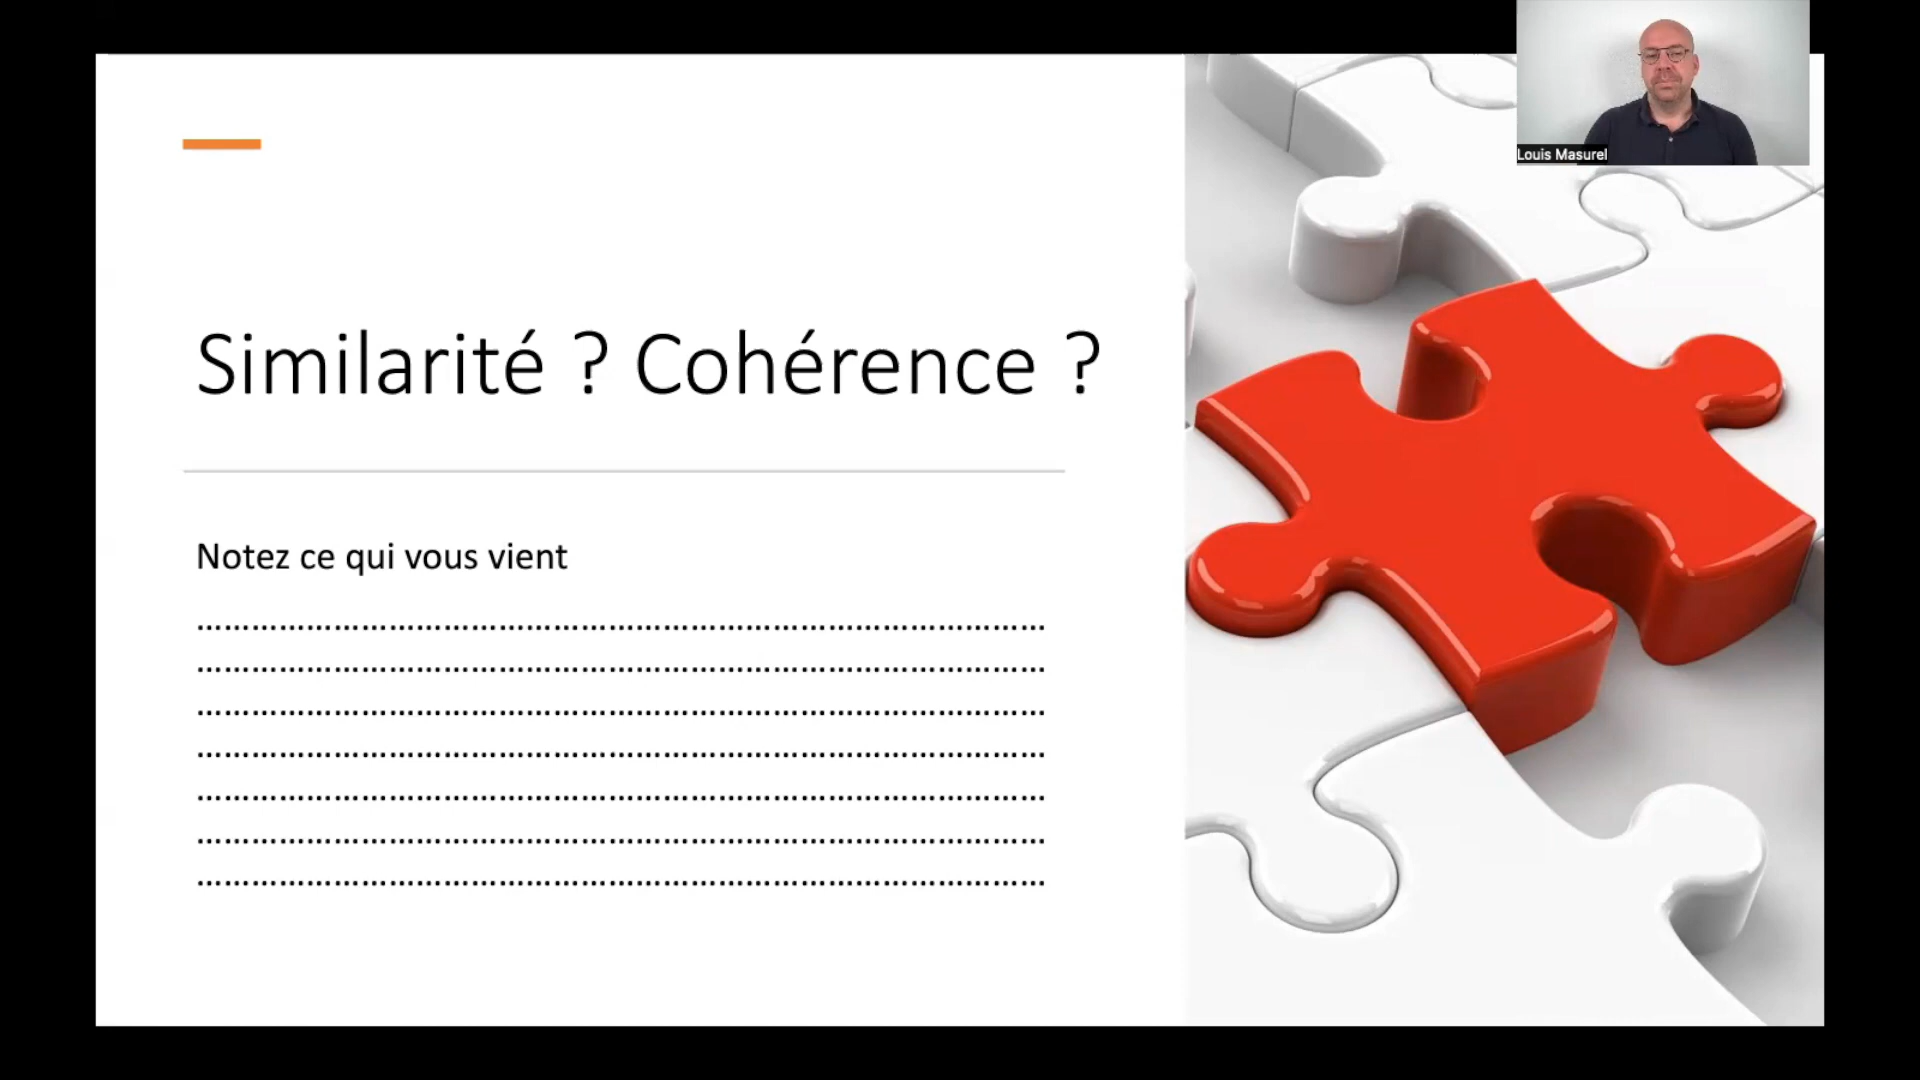 Louis Masurel
Similarité ? Cohérence ?
Notez ce qui vous vient
……………………………………………………………………………………
……………………………………………………………………………………
……………………………………………………………………………………
……………………………………………………………………………………
……………………………………………………………………………………
……………………………………………………………………………………
……………………………………………………………………………………